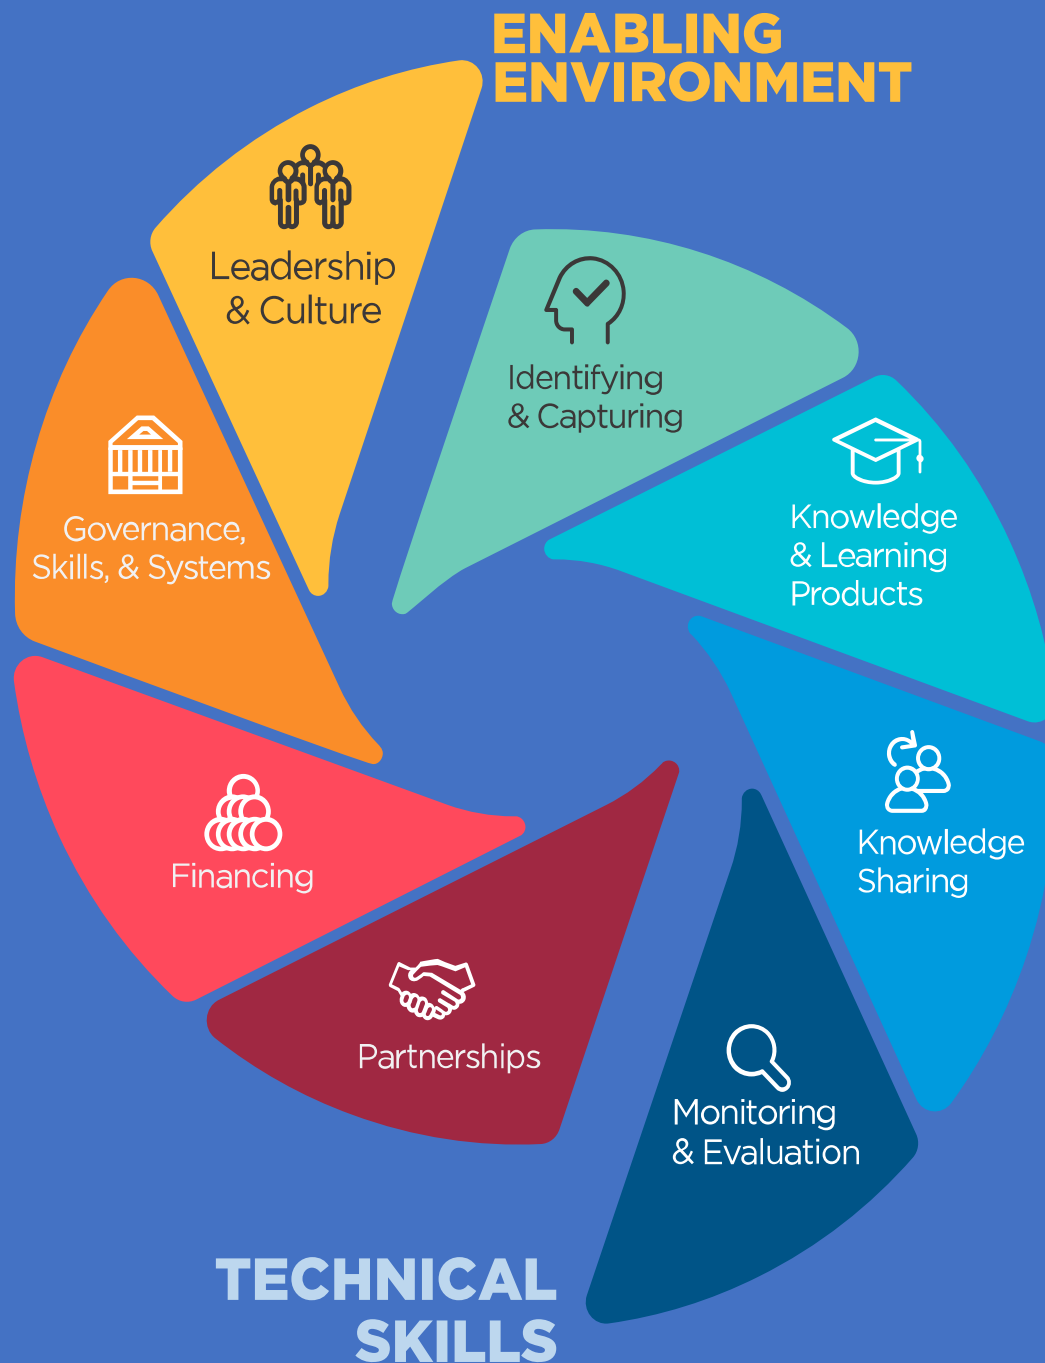 ENABLING
ENVIRONMENT
Leadership
& Culture
Identifying
& Capturing
Governance,
Skills, & Systems
Knowledge
& Learning
Products
Financing
Knowledge
Sharing
Partnerships
Monitoring
& Evaluation
TECHNICAL
SKILLS